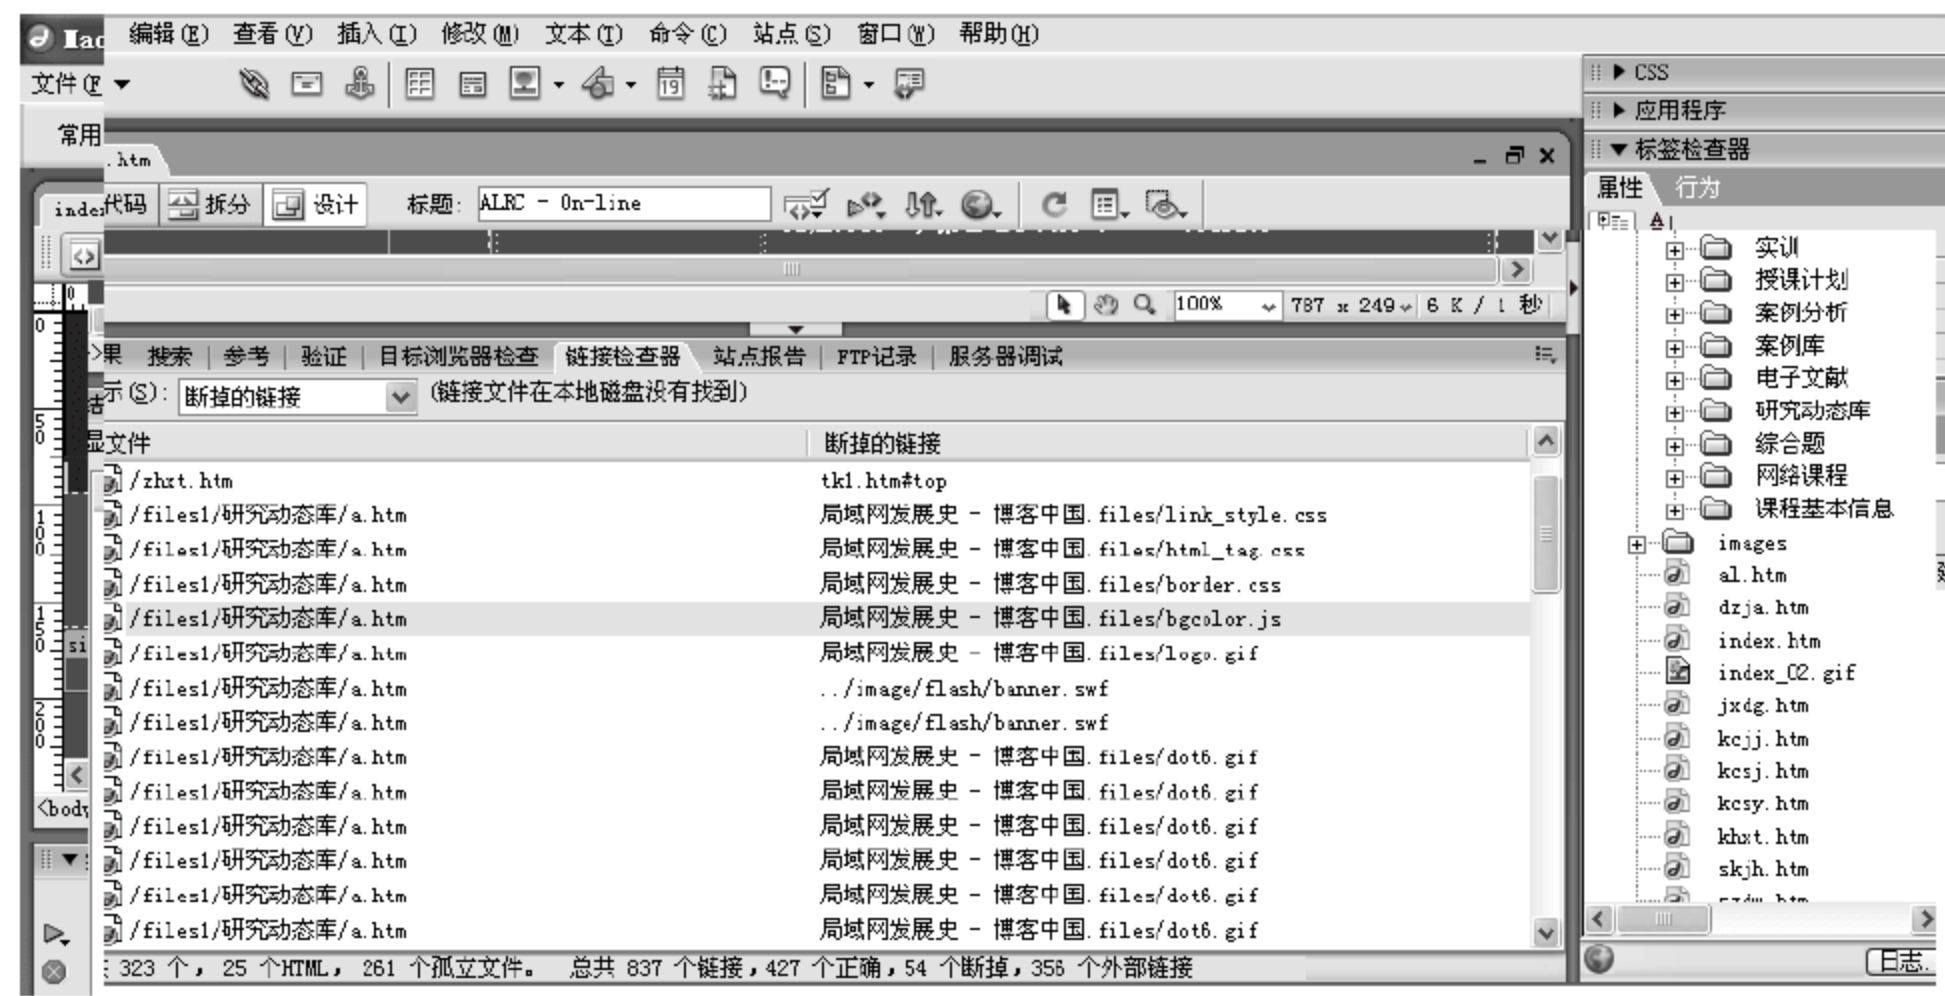 Mac 编辑(E) 查看(V) 插入(I) 修改(M) 文本(T) 命令(C) 站点(S) 窗口(W) 帮助(H)
文件(F
常用
19
.htm
index
代码 拆分 设计 标题: ALRC - On-line
0
100% 787 x 249 6 K / 1 秒
果 搜索 参考 验证 目标浏览器检查 链接检查器 站点报告 FTP记录 服务器调试
结
示(S): 断掉的链接 (链接文件在本地磁盘没有找到)
显文件 断掉的链接
/zhxt.htm tk1.htm#top
/files1/研究动态库/a.htm 局域网发展史 - 博客中国.files/link_style.css
/files1/研究动态库/a.htm 局域网发展史 - 博客中国.files/html_tag.css
/files1/研究动态库/a.htm 局域网发展史 - 博客中国.files/border.css
/files1/研究动态库/a.htm 局域网发展史 - 博客中国.files/bgcolor.js
/files1/研究动态库/a.htm 局域网发展史 - 博客中国.files/logo.gif
/files1/研究动态库/a.htm ../image/flash/banner.swf
/files1/研究动态库/a.htm ../image/flash/banner.swf
/files1/研究动态库/a.htm 局域网发展史 - 博客中国.files/dot6.gif
/files1/研究动态库/a.htm 局域网发展史 - 博客中国.files/dot6.gif
/files1/研究动态库/a.htm 局域网发展史 - 博客中国.files/dot6.gif
/files1/研究动态库/a.htm 局域网发展史 - 博客中国.files/dot6.gif
/files1/研究动态库/a.htm 局域网发展史 - 博客中国.files/dot6.gif
/files1/研究动态库/a.htm 局域网发展史 - 博客中国.files/dot6.gif
323 个, 25 个HTML, 261 个孤立文件。 总共 837 个链接,427 个正确,54 个断掉,356 个外部链接
0
50
100
150
200
si
<body
CSS
应用程序
标签检查器
属性 行为
实训
授课计划
案例分析
案例库
电子文献
研究动态库
综合题
网络课程
课程基本信息
images
al.htm
dzja.htm
index.htm
index_02.gif
jxdg.htm
kcjj.htm
kcsj.htm
kcsy.htm
khxt.htm
skjh.htm
日志.